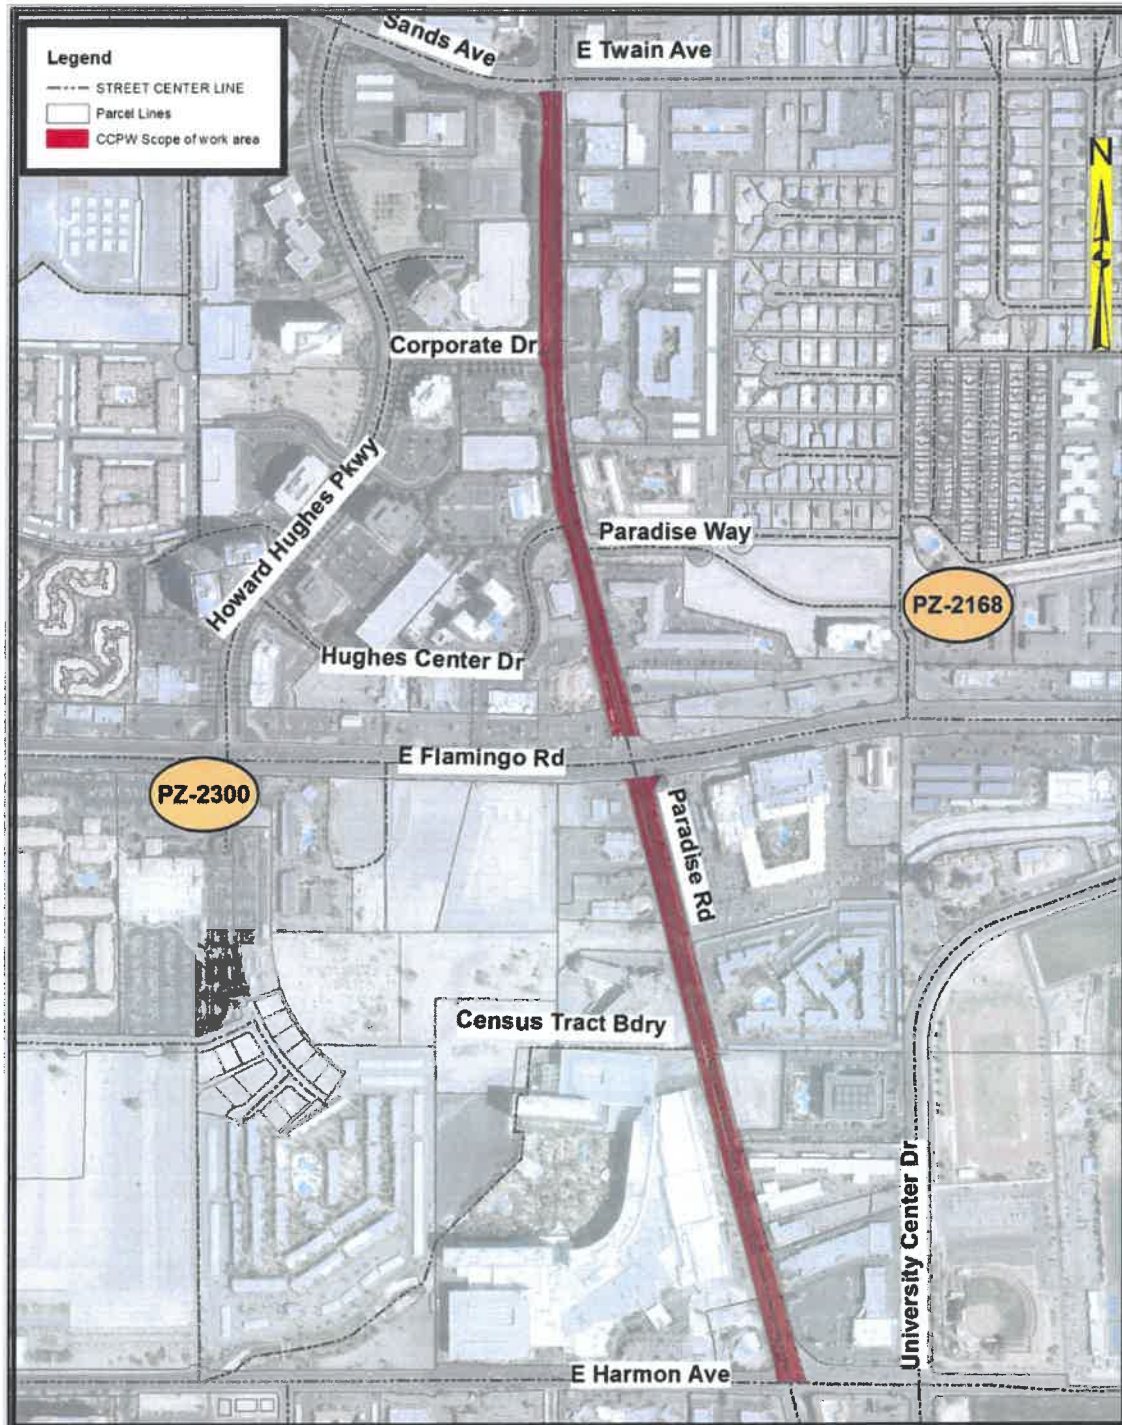 Sands Ave
E Twain Ave
Legend
STREET CENTER LINE
Parcel Lines
CCPW Scope of work area
N
Corporate Dr
Howard Hughes Pkwy
Paradise Way
PZ-2168
Hughes Center Dr
E Flamingo Rd
PZ-2300
Paradise Rd
Census Tract Bdry
University Center Dr
E Harmon Ave